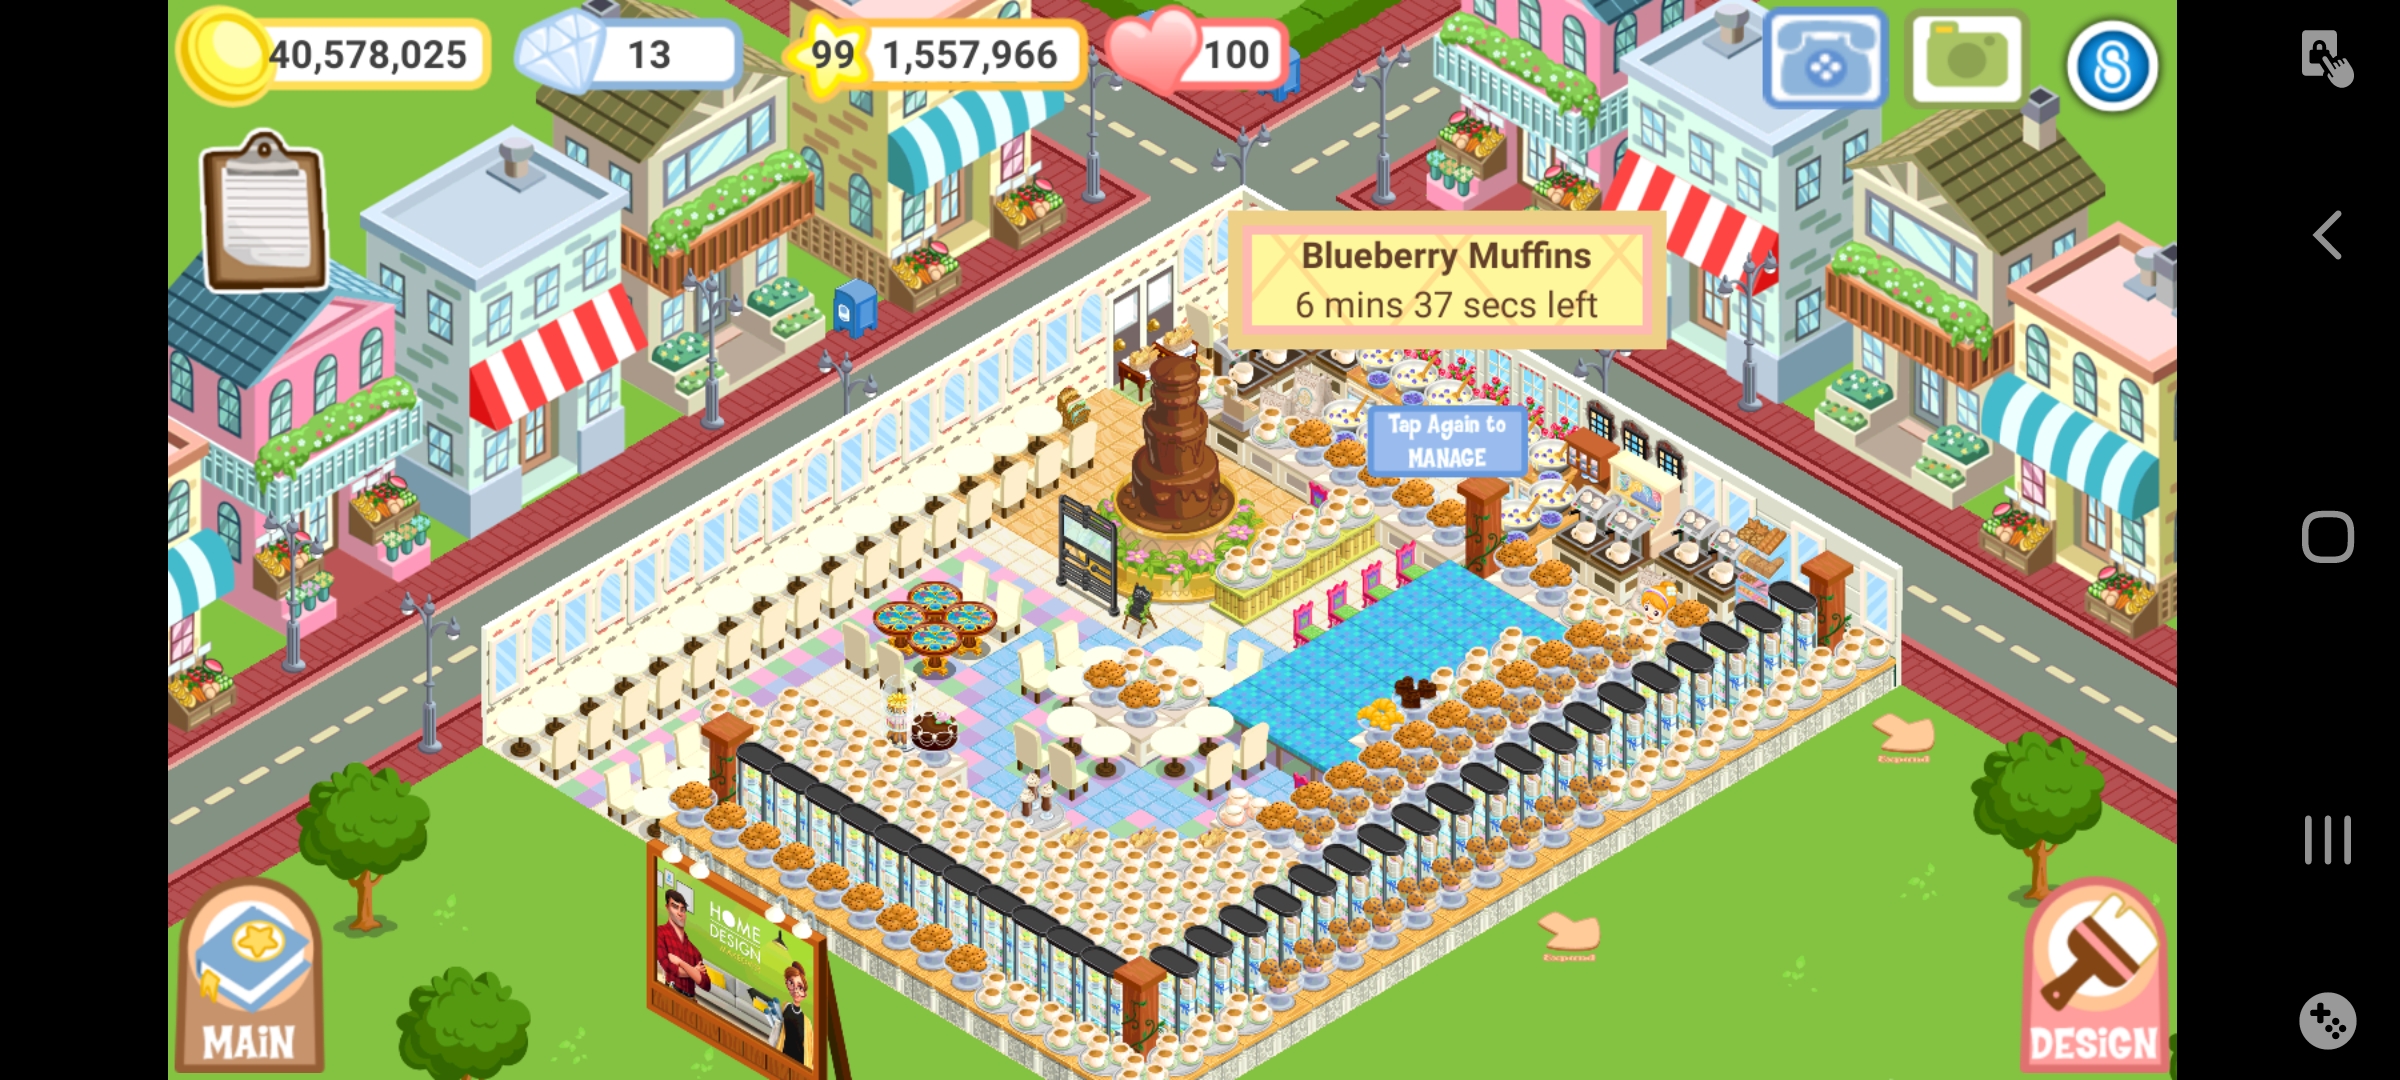 40,578,025
13
99
1,557,966
100
Blueberry Muffins
6 mins 37 secs left
Tap Again to
MANAGE
HOME
DESIGN
Expand
Expand
MAiN
DESiGN